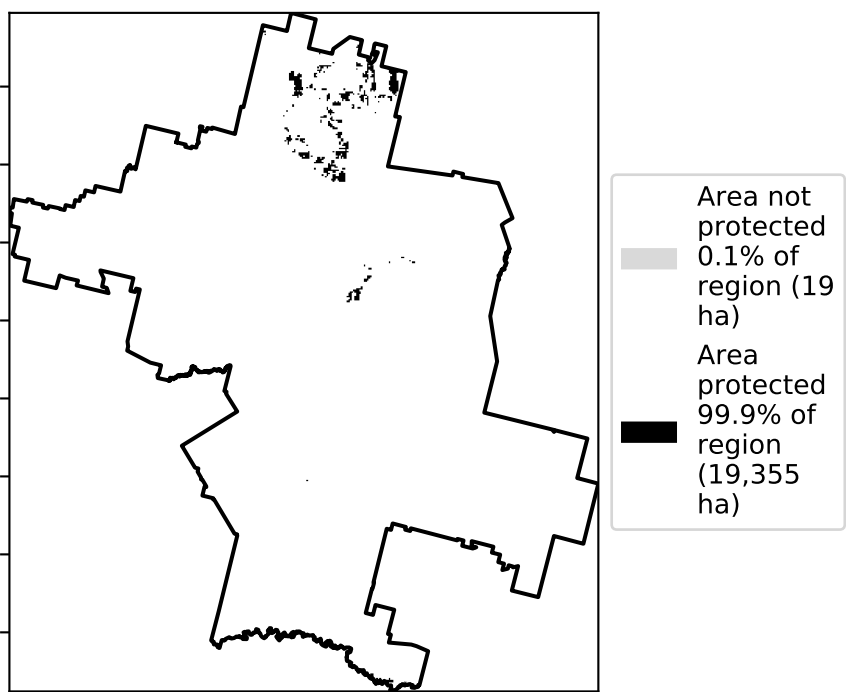 Area not
protected
0.1% of
region (19
ha)
Area
protected
99.9% of
region
(19,355
ha)